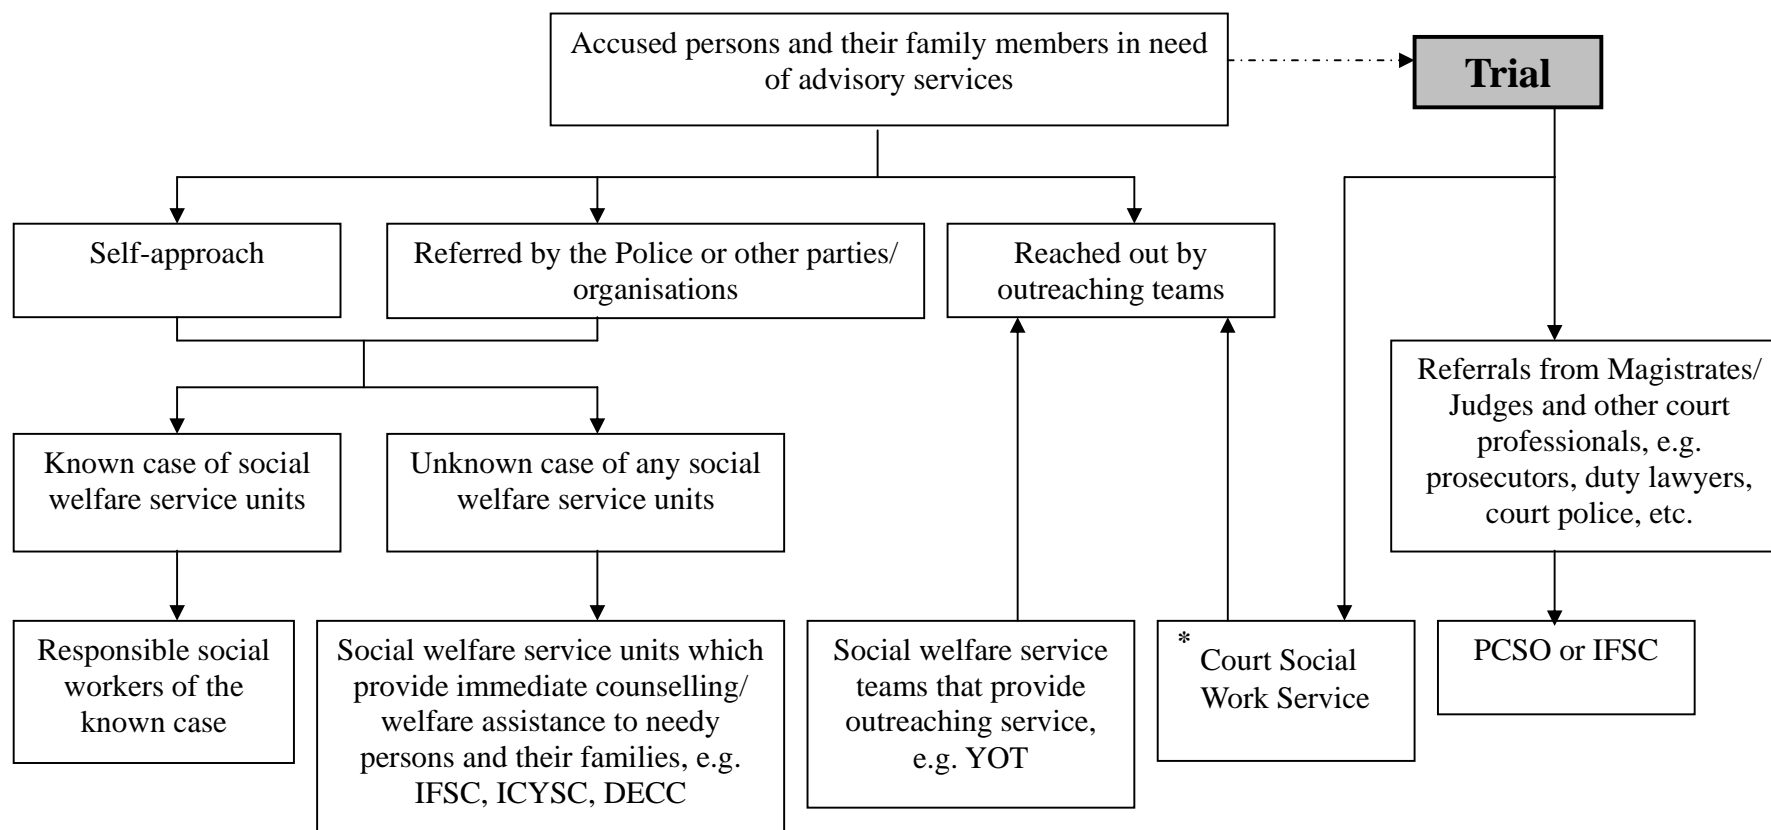 Accused persons and their family members in need
of advisory services
Trial
Self-approach
Referred by the Police or other parties/
organisations
Reached out by
outreaching teams
Referrals from Magistrates/
Judges and other court
professionals, e.g.
prosecutors, duty lawyers,
court police, etc.
Known case of social
welfare service units
Unknown case of any social
welfare service units
Responsible social
workers of the
known case
Social welfare service units which
provide immediate counselling/
welfare assistance to needy
persons and their families, e.g.
IFSC, ICYSC, DECC
Social welfare service
teams that provide
outreaching service,
e.g. YOT
* Court Social
Work Service
PCSO or IFSC